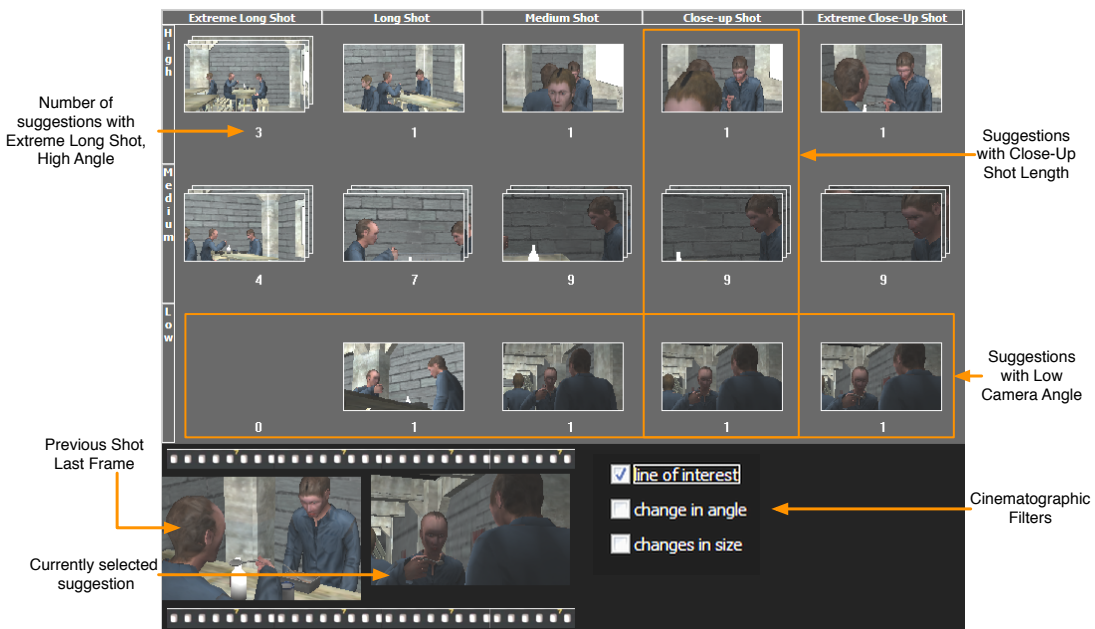 Extreme Long Shot Long Shot Medium Shot Close-up Shot Extreme Close-Up Shot
High
3 1 1 1 1
Medium
4 7 9 9 9
Low
0 1 1 1 1
Number of
suggestions with
Extreme Long Shot,
High Angle
Suggestions
with Close-Up
Shot Length
Suggestions
with Low
Camera Angle
Previous Shot
Last Frame
Currently selected
suggestion
line of interest
change in angle
changes in size
Cinematographic
Filters